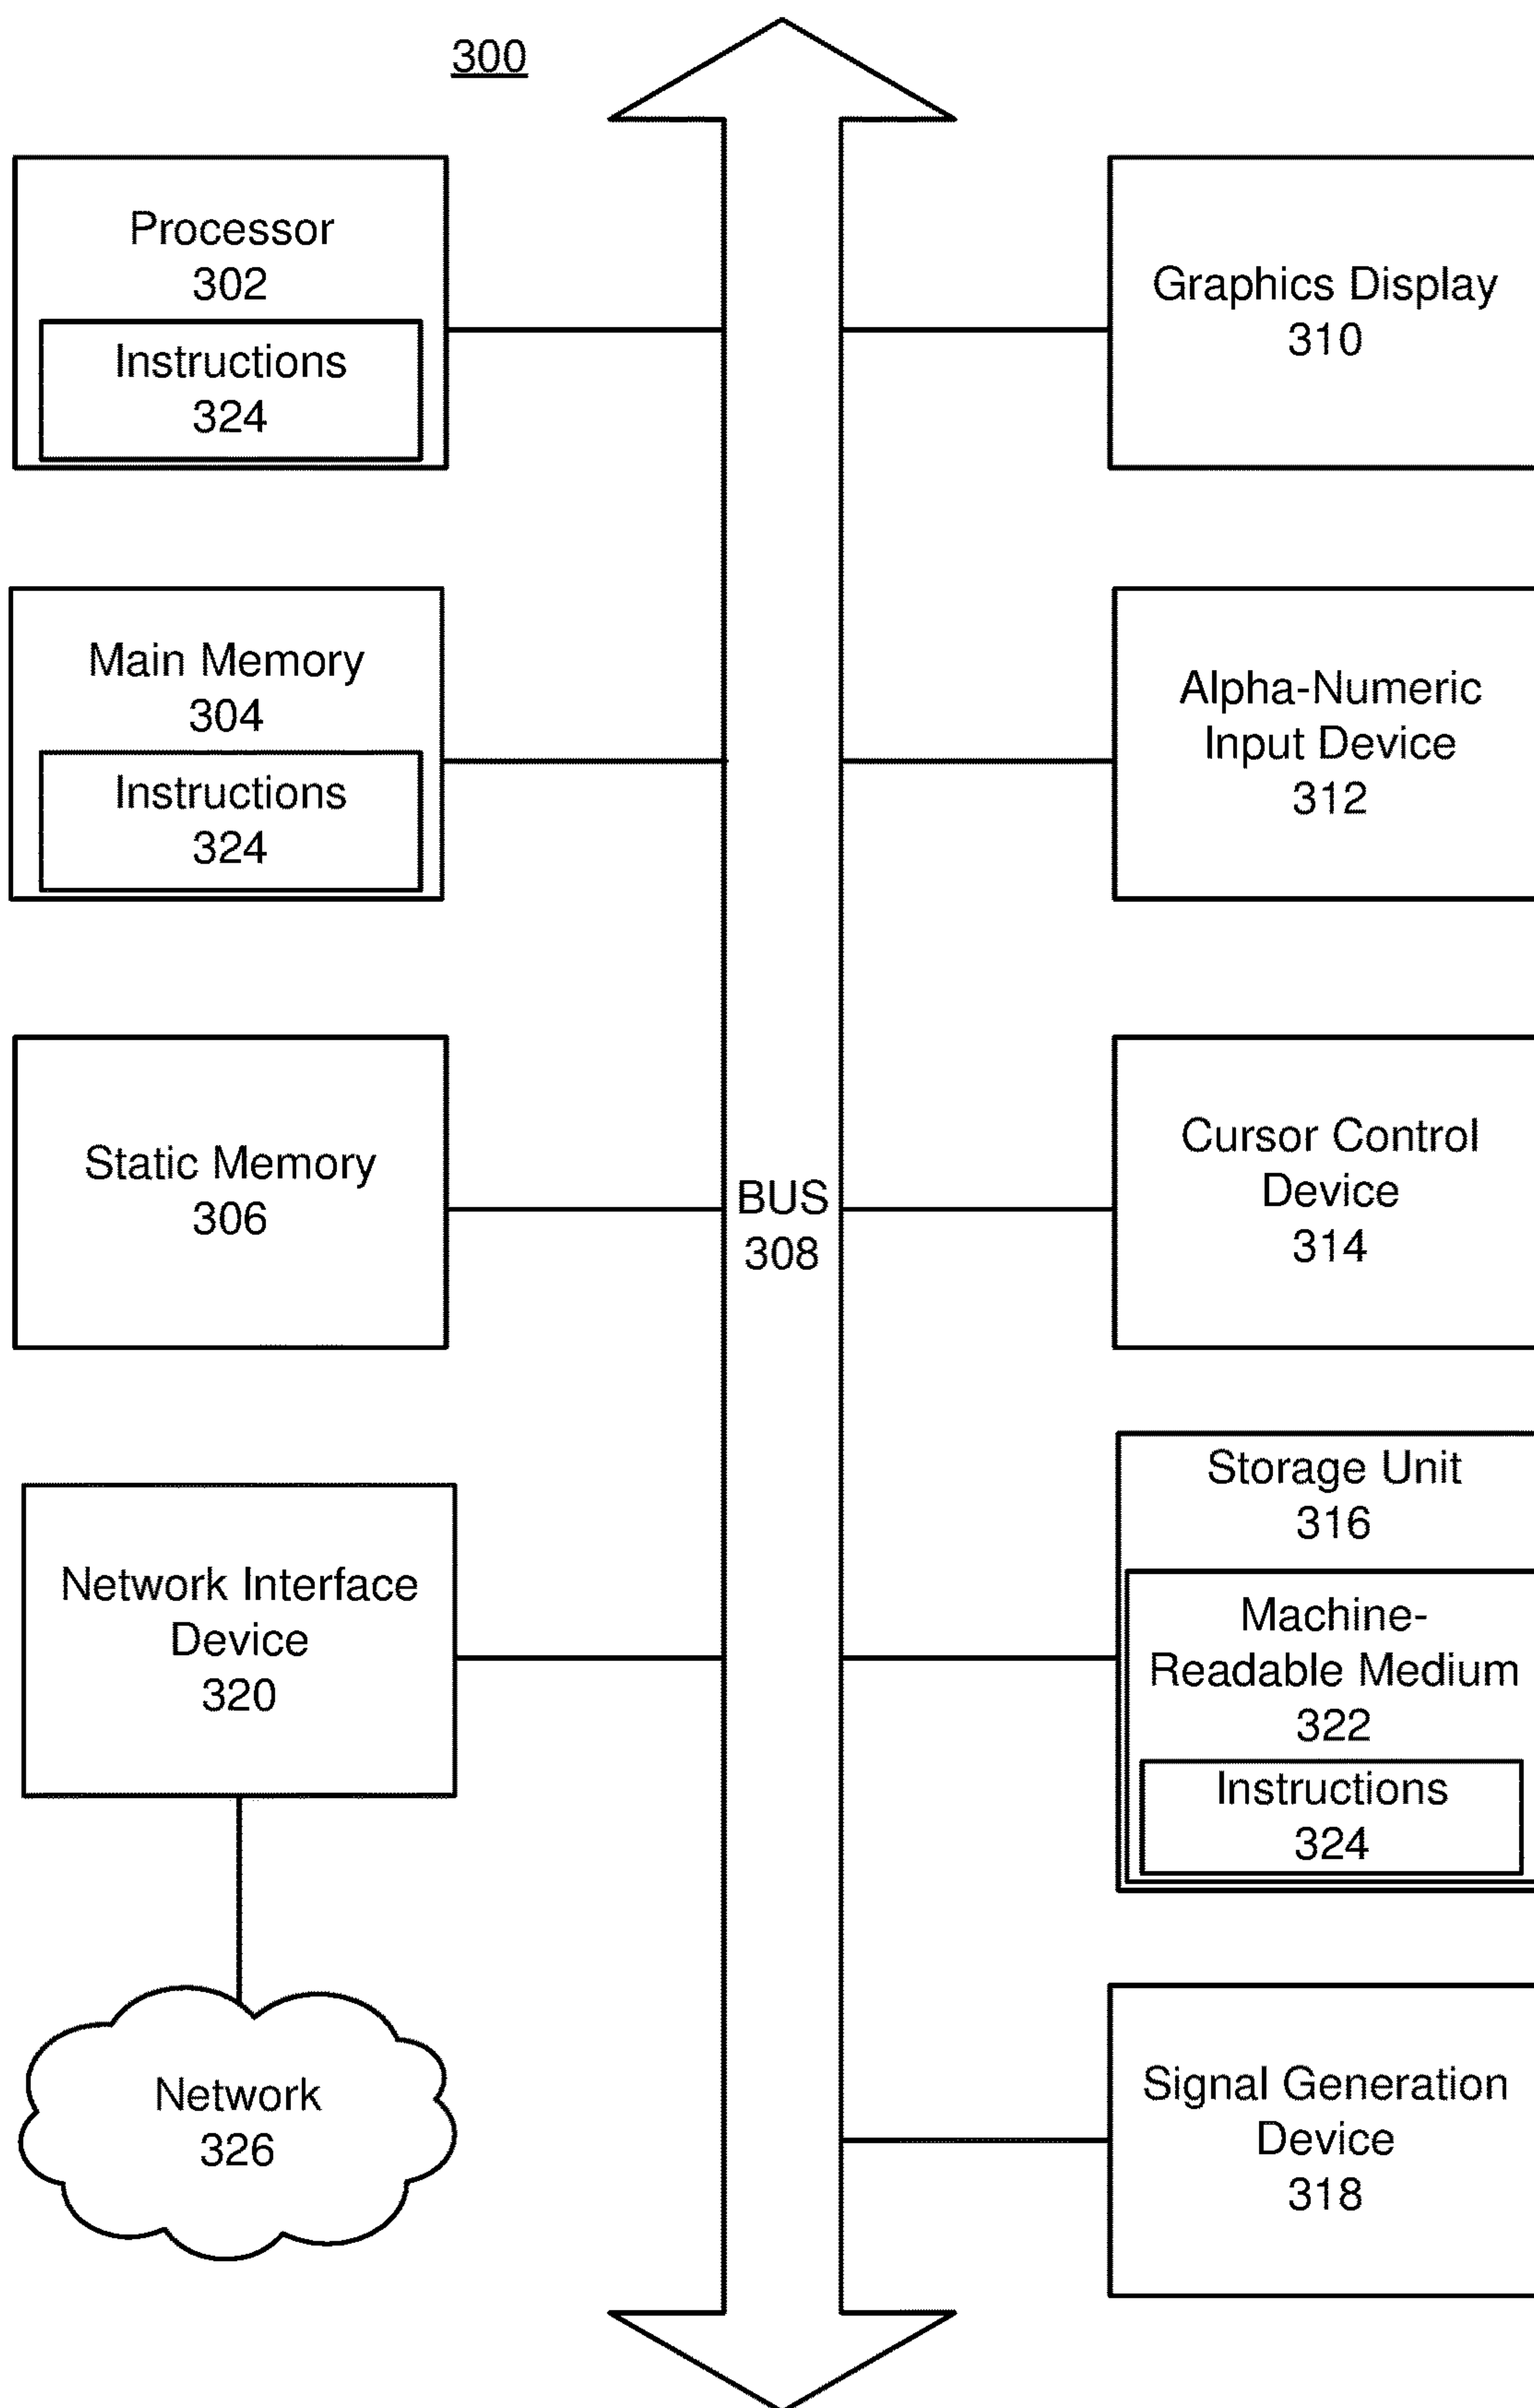 300
Processor
302
Instructions
324
Main Memory
304
Instructions
324
Static Memory
306
Network Interface
Device
320
Network
326
BUS
308
Graphics Display
310
Alpha-Numeric
Input Device
312
Cursor Control
Device
314
Storage Unit
316
Machine-
Readable Medium
322
Instructions
324
Signal Generation
Device
318